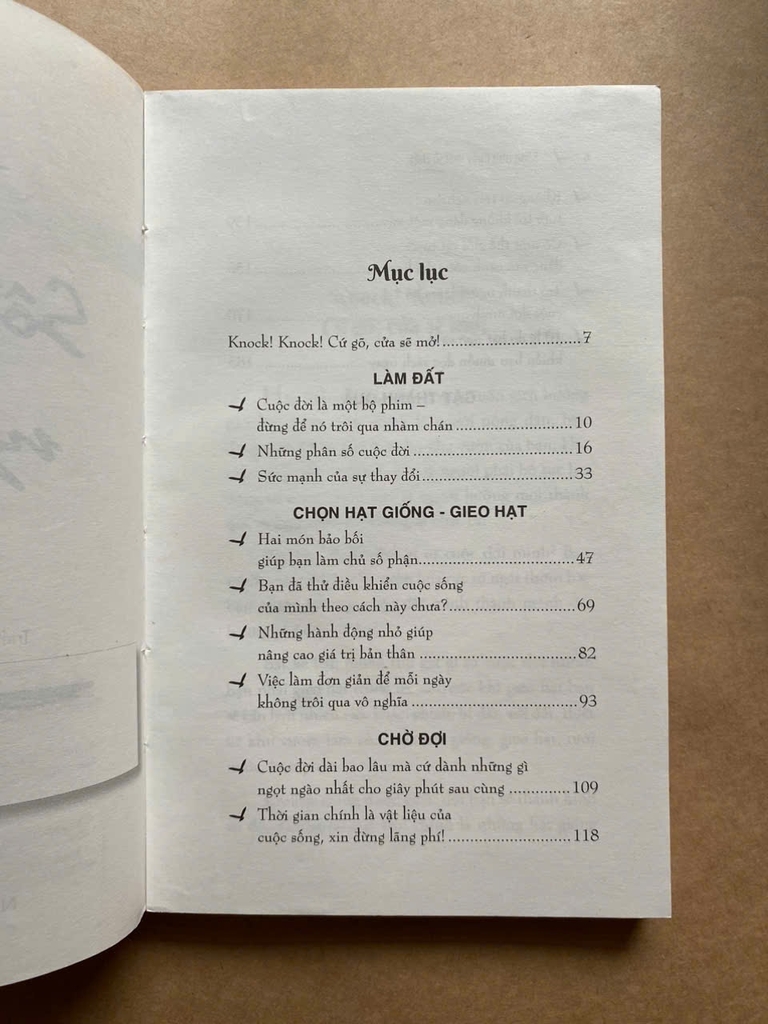 Mục lục
Knock! Knock! Cứ gõ, cửa sẽ mở!..............................7
LÀM ĐẤT
Cuộc đời là một bộ phim –
đừng để nó trôi qua nhàm chán.........................10
Những phân số cuộc đời..................................16
Sức mạnh của sự thay đổi................................33
CHỌN HẠT GIỐNG - GIEO HẠT
Hai món bảo bối
giúp bạn làm chủ số phận.................................47
Bạn đã thử điều khiển cuộc sống
của mình theo cách này chưa?...........................69
Những hành động nhỏ giúp
nâng cao giá trị bản thân..................................82
Việc làm đơn giản để mỗi ngày
không trôi qua vô nghĩa...................................93
CHỜ ĐỢI
Cuộc đời dài bao lâu mà cứ dành những gì
ngọt ngào nhất cho giây phút sau cùng.............109
Thời gian chính là vật liệu của
cuộc sống, xin đừng lãng phí!..........................118